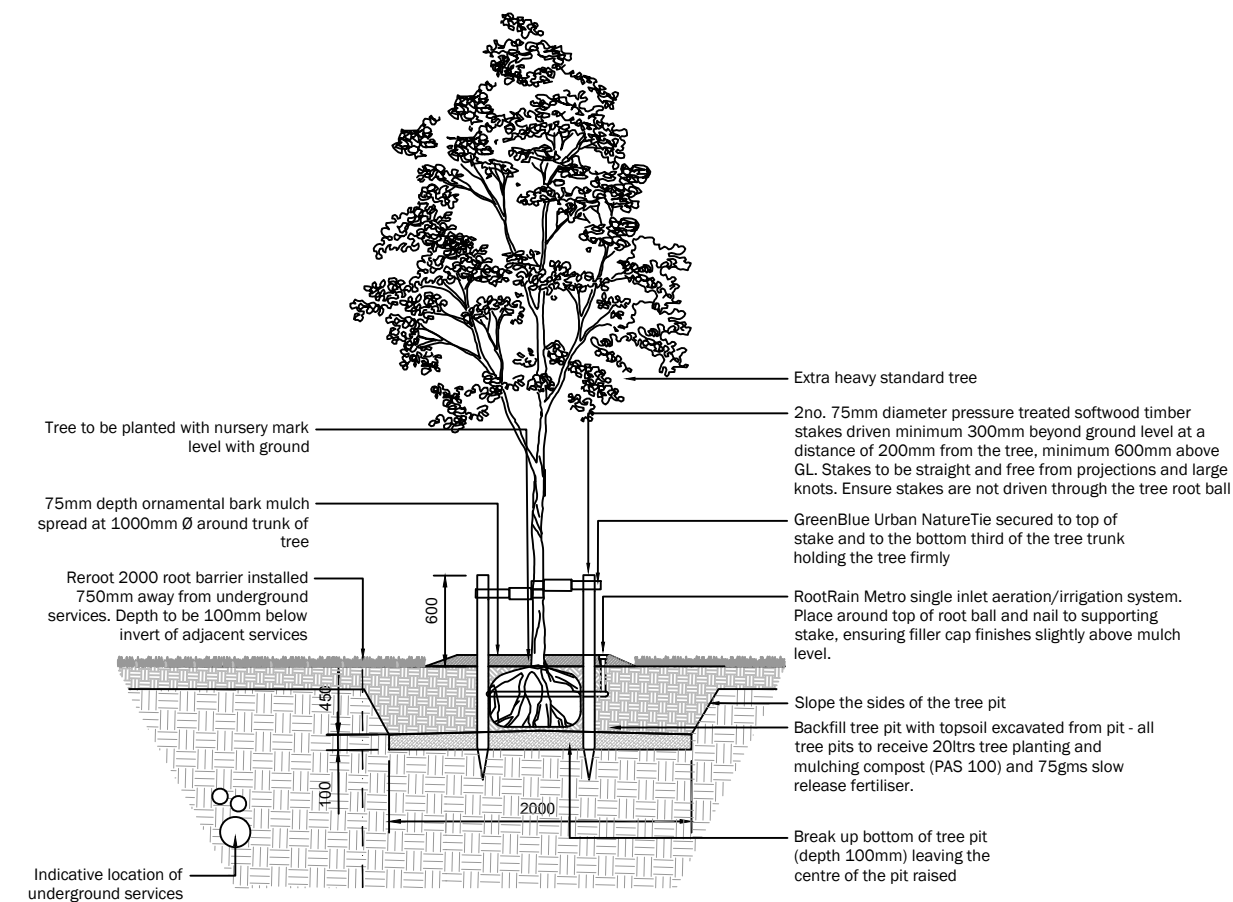 Extra heavy standard tree
2no. 75mm diameter pressure treated softwood timber
stakes driven minimum 300mm beyond ground level at a
distance of 200mm from the tree, minimum 600mm above
GL. Stakes to be straight and free from projections and large
knots. Ensure stakes are not driven through the tree root ball
Tree to be planted with nursery mark
level with ground
75mm depth ornamental bark mulch
spread at 1000mm Ø around trunk of
tree
GreenBlue Urban NatureTie secured to top of
stake and to the bottom third of the tree trunk
holding the tree firmly
Reroot 2000 root barrier installed
750mm away from underground
services. Depth to be 100mm below
invert of adjacent services
600
RootRain Metro single inlet aeration/irrigation system.
Place around top of root ball and nail to supporting
stake, ensuring filler cap finishes slightly above mulch
level.
450
Slope the sides of the tree pit
Backfill tree pit with topsoil excavated from pit - all
tree pits to receive 20ltrs tree planting and
mulching compost (PAS 100) and 75gms slow
release fertiliser.
100
2000
Break up bottom of tree pit
(depth 100mm) leaving the
centre of the pit raised
Indicative location of
underground services